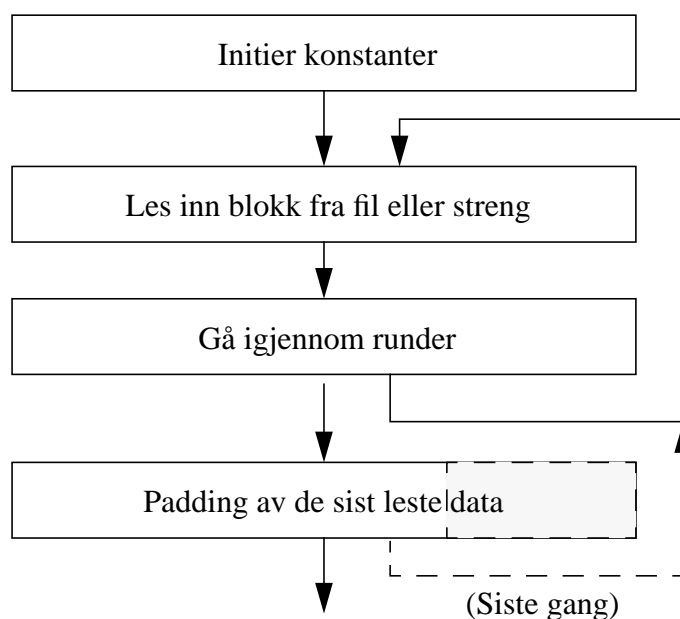 Initier konstanter
Les inn blokk fra fil eller streng
Gå igjennom runder
Padding av de sist leste data
(Siste gang)